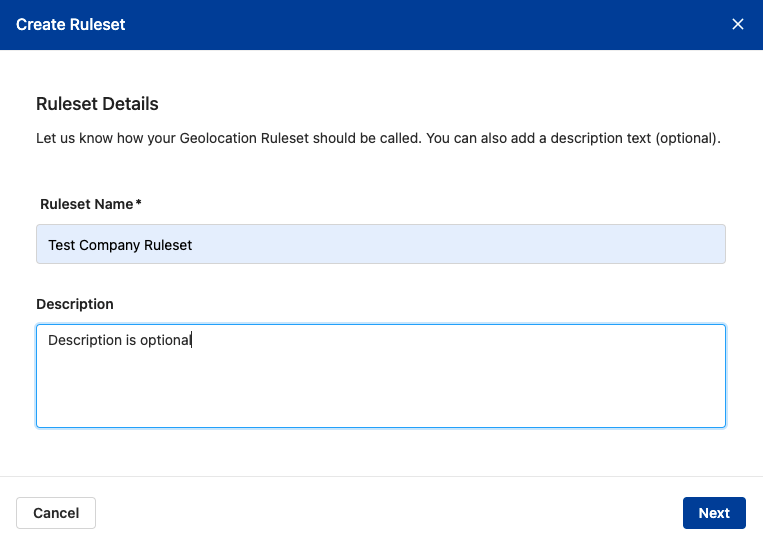 Create Ruleset
Ruleset Details
Let us know how your Geolocation Ruleset should be called. You can also add a description text (optional).
Ruleset Name*
Test Company Ruleset
Description
Description is optional
Cancel
Next